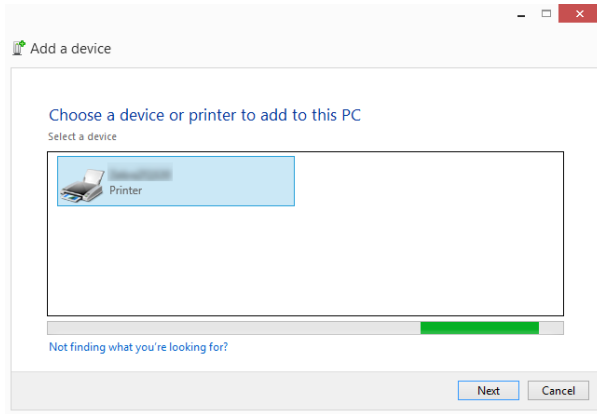 Add a device
Choose a device or printer to add to this PC
Select a device
Printer
Not finding what you're looking for?
Next
Cancel